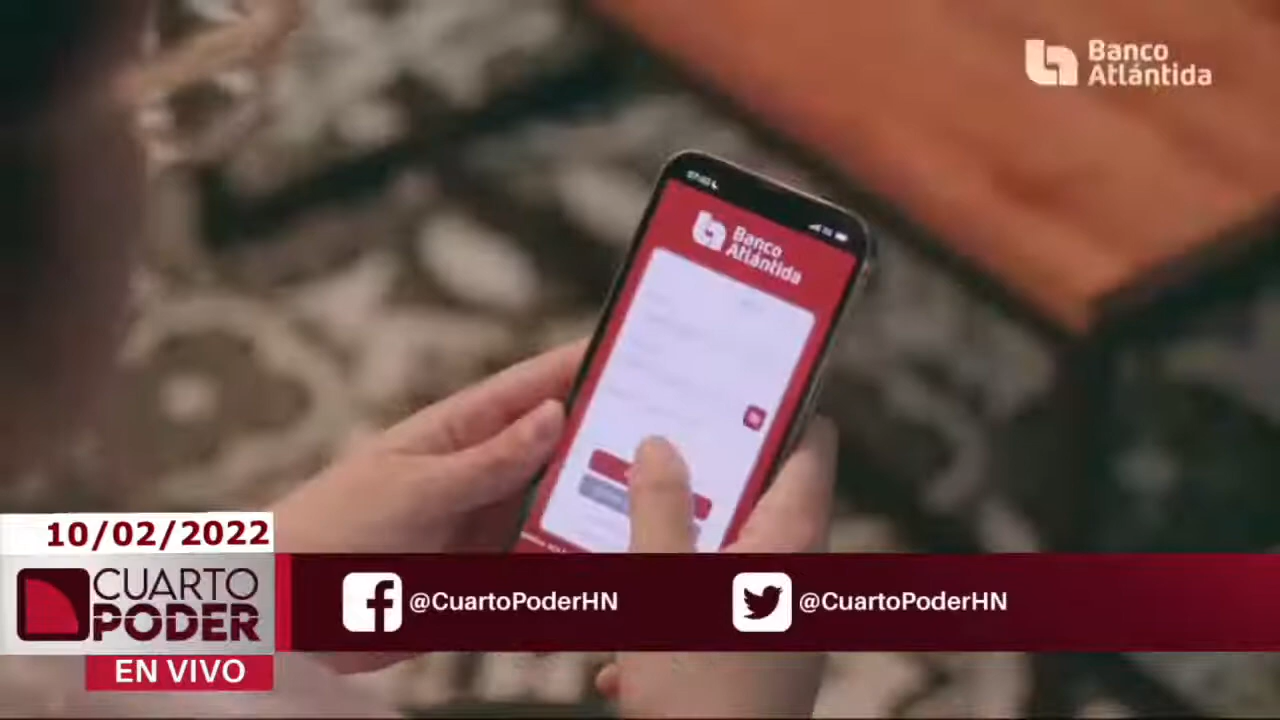 Banco
Atlántida
Banco
Atlántida
10/02/2022
CUARTO
PODER
EN VIVO
@CuartoPoderHN
@CuartoPoderHN